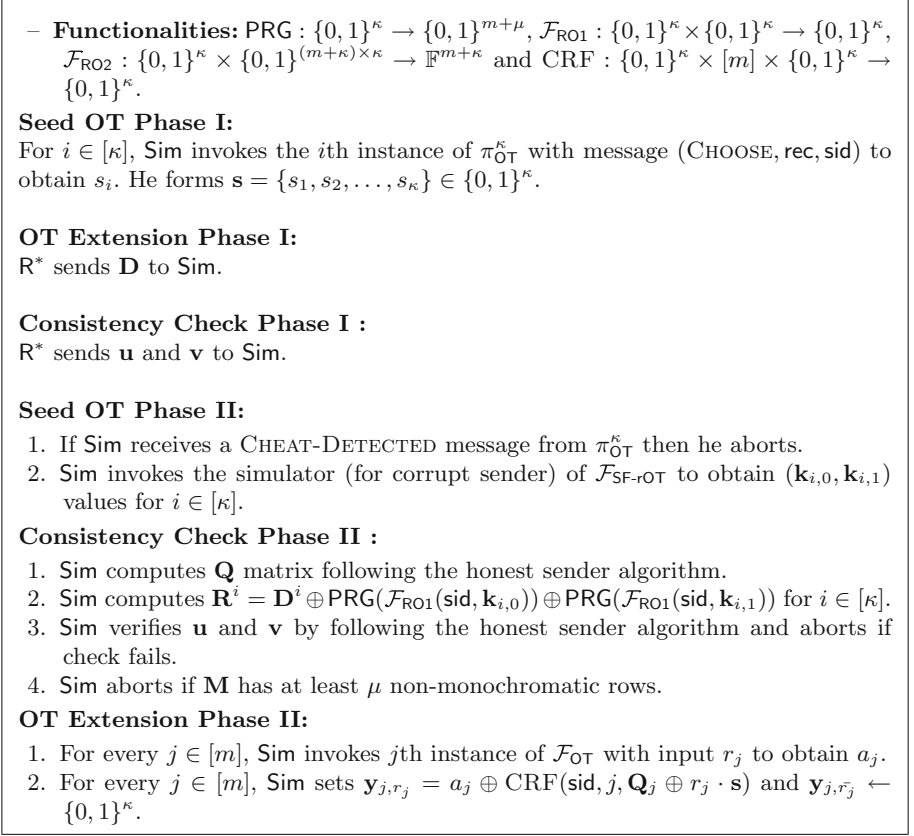 – Functionalities: PRG : {0, 1}^κ → {0, 1}^{m+μ}, F_RO1 : {0, 1}^κ × {0, 1}^κ → {0, 1}^κ,
F_RO2 : {0, 1}^κ × {0, 1}^{(m+κ)×κ} → 𝔽^{m+κ} and CRF : {0, 1}^κ × [m] × {0, 1}^κ →
{0, 1}^κ.
Seed OT Phase I:
For i ∈ [κ], Sim invokes the ith instance of π_OT^κ with message (Choose, rec, sid) to
obtain s_i. He forms s = {s_1, s_2, . . . , s_κ} ∈ {0, 1}^κ.
OT Extension Phase I:
R* sends D to Sim.
Consistency Check Phase I :
R* sends u and v to Sim.
Seed OT Phase II:
1. If Sim receives a Cheat-Detected message from π_OT^κ then he aborts.
2. Sim invokes the simulator (for corrupt sender) of F_SF-rOT to obtain (k_{i,0}, k_{i,1})
values for i ∈ [κ].
Consistency Check Phase II :
1. Sim computes Q matrix following the honest sender algorithm.
2. Sim computes R^i = D^i ⊕ PRG(F_RO1(sid, k_{i,0})) ⊕ PRG(F_RO1(sid, k_{i,1})) for i ∈ [κ].
3. Sim verifies u and v by following the honest sender algorithm and aborts if
check fails.
4. Sim aborts if M has at least μ non-monochromatic rows.
OT Extension Phase II:
1. For every j ∈ [m], Sim invokes jth instance of F_OT with input r_j to obtain a_j.
2. For every j ∈ [m], Sim sets y_{j,r_j} = a_j ⊕ CRF(sid, j, Q_j ⊕ r_j · s) and y_{j,r̄_j} ←
{0, 1}^κ.